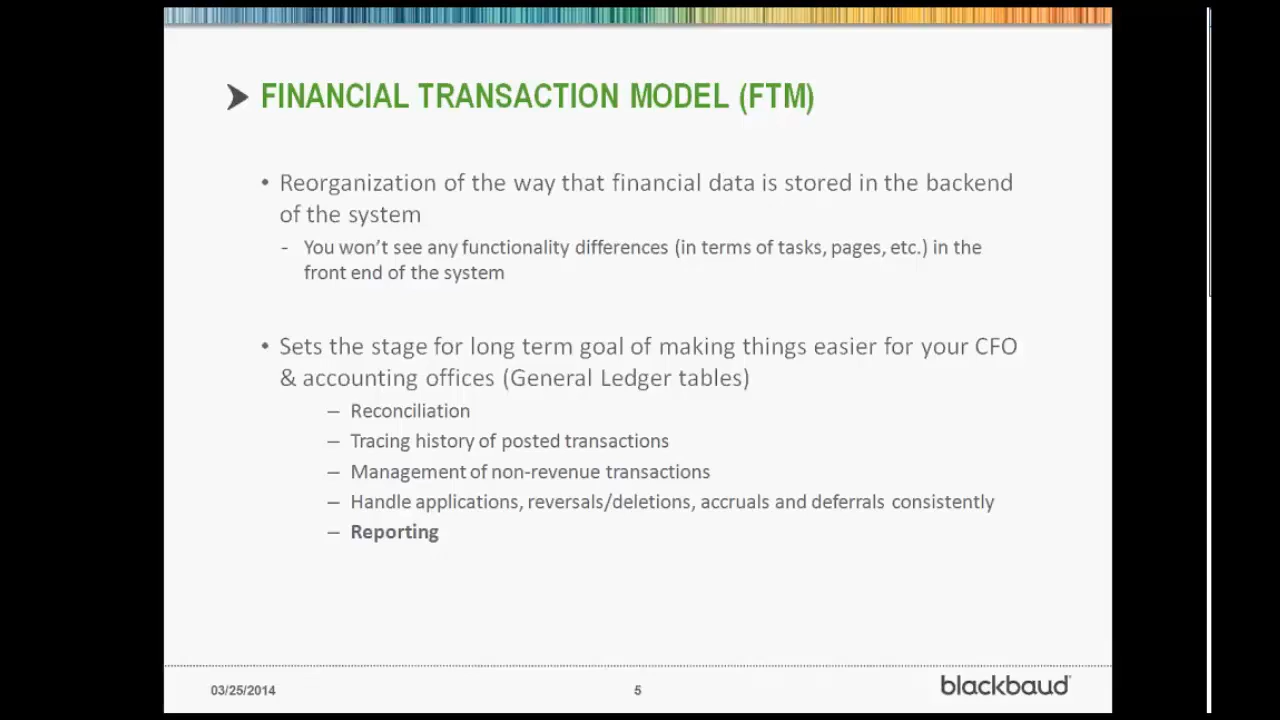 FINANCIAL TRANSACTION MODEL (FTM)
• Reorganization of the way that financial data is stored in the backend
of the system
- You won't see any functionality differences (in terms of tasks, pages, etc.) in the
front end of the system
• Sets the stage for long term goal of making things easier for your CFO
& accounting offices (General Ledger tables)
– Reconciliation
– Tracing history of posted transactions
– Management of non-revenue transactions
– Handle applications, reversals/deletions, accruals and deferrals consistently
– Reporting
03/25/2014
5
blackbaud